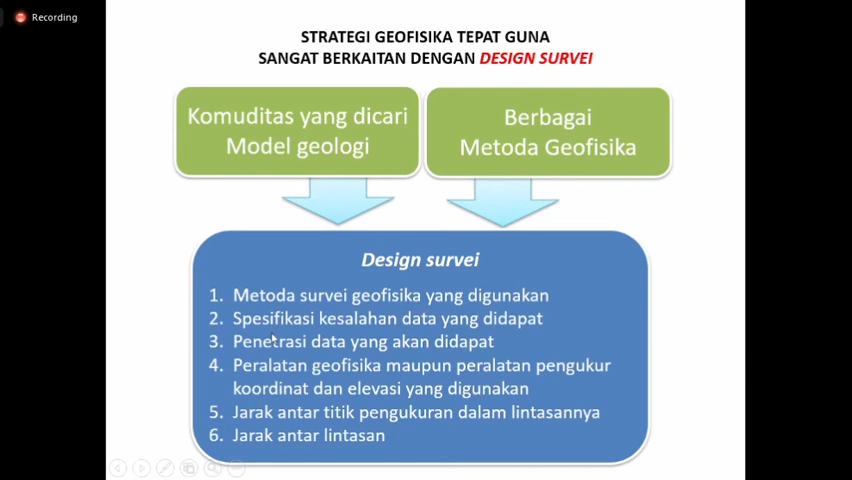 Recording
STRATEGI GEOFISIKA TEPAT GUNA
SANGAT BERKAITAN DENGAN DESIGN SURVEI
Komuditas yang dicari
Model geologi
Berbagai
Metoda Geofisika
Design survei
1. Metoda survei geofisika yang digunakan
2. Spesifikasi kesalahan data yang didapat
3. Penetrasi data yang akan didapat
4. Peralatan geofisika maupun peralatan pengukur
koordinat dan elevasi yang digunakan
5. Jarak antar titik pengukuran dalam lintasannya
6. Jarak antar lintasan